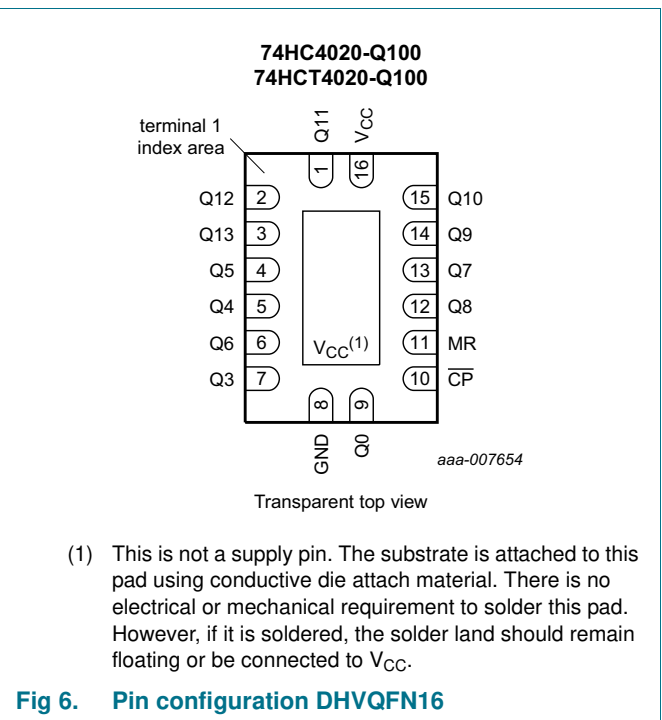 74HC4020-Q100
74HCT4020-Q100
terminal 1
index area
Q11
VCC
1
16
Q12 2
15 Q10
Q13 3
14 Q9
Q5 4
13 Q7
Q4 5
12 Q8
Q6 6
VCC(1)
11 MR
Q3 7
10 C̅P̅
8
9
GND
Q0
aaa-007654
Transparent top view
(1) This is not a supply pin. The substrate is attached to this
pad using conductive die attach material. There is no
electrical or mechanical requirement to solder this pad.
However, if it is soldered, the solder land should remain
floating or be connected to VCC.
Fig 6. Pin configuration DHVQFN16